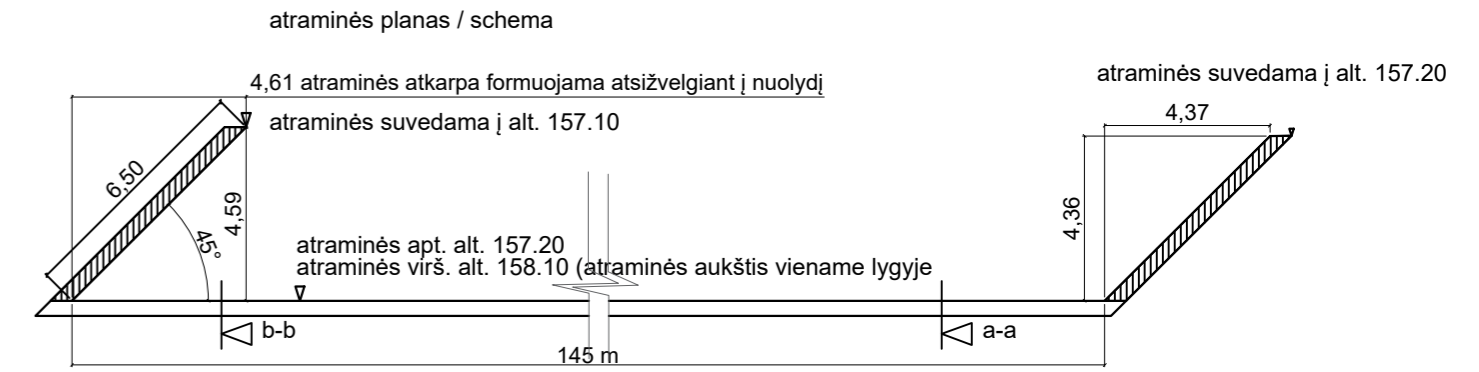 atraminės planas / schema
atraminės suvedama į alt. 157.20
4,61 atraminės atkarpa formuojama atsižvelgiant į nuolydį
4,37
atraminės suvedama į alt. 157.10
6,50
4,59
4,36
45°
atraminės apt. alt. 157.20
atraminės virš. alt. 158.10 (atraminės aukštis viename lygyje
b-b
a-a
145 m